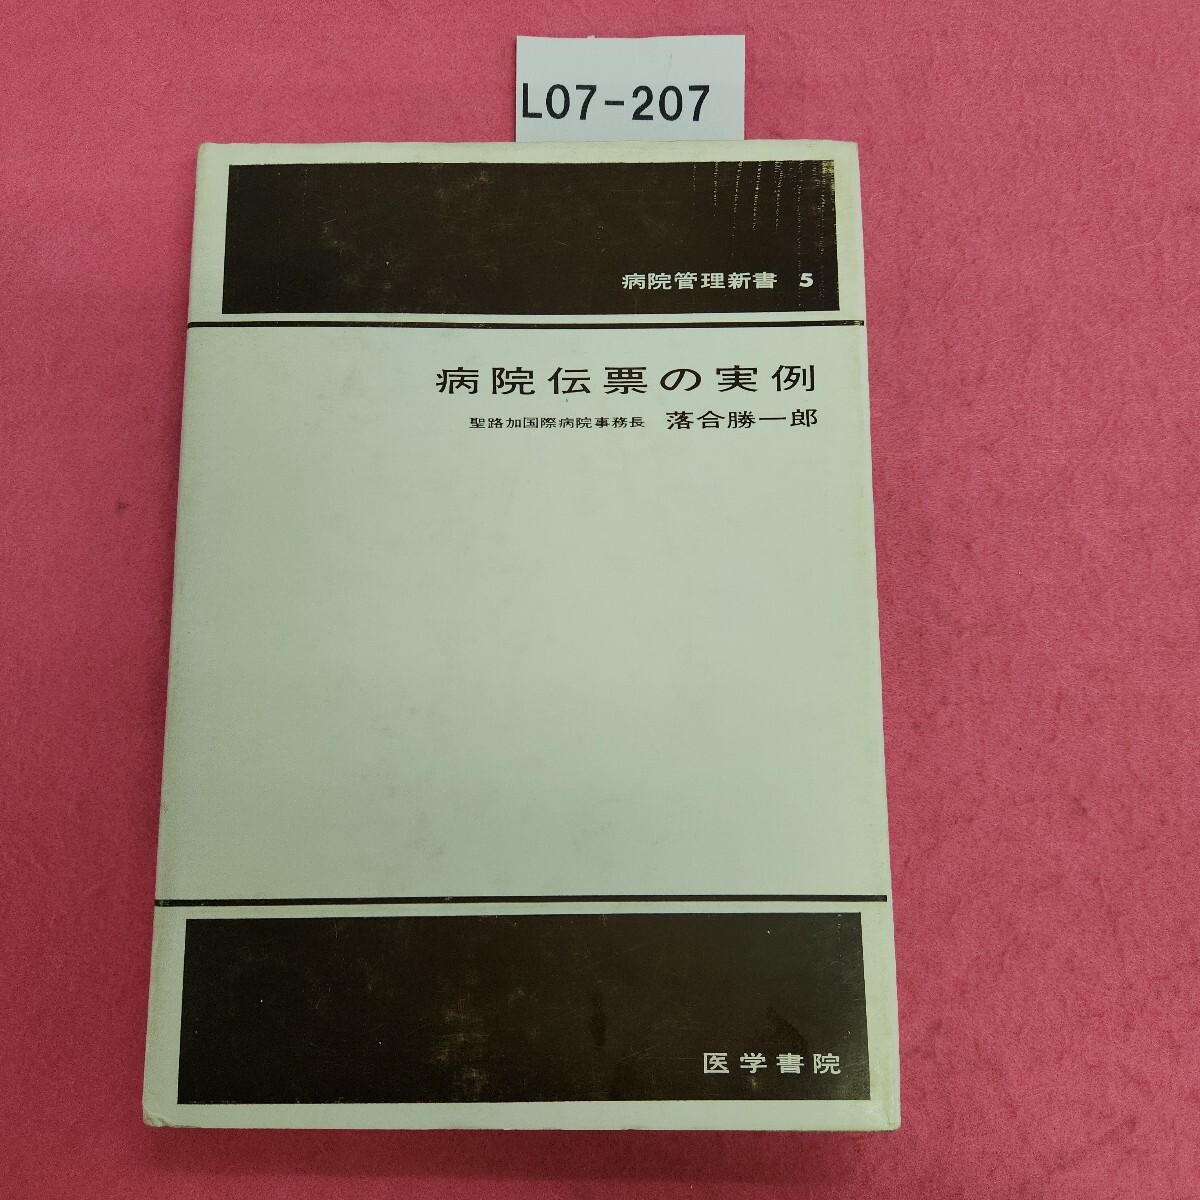 L07-207
病院管理新書 5
病院伝票の実例
聖路加国際病院事務長 落合勝一郎
医学書院